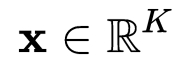 𝐱 ∈ ℝ^K